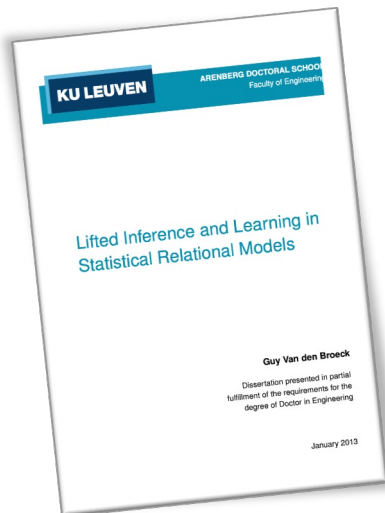 KU LEUVEN
ARENBERG DOCTORAL SCHOOL
Faculty of Engineering
Lifted Inference and Learning in
Statistical Relational Models
Guy Van den Broeck
Dissertation presented in partial
fulfillment of the requirements for the
degree of Doctor in Engineering
January 2013